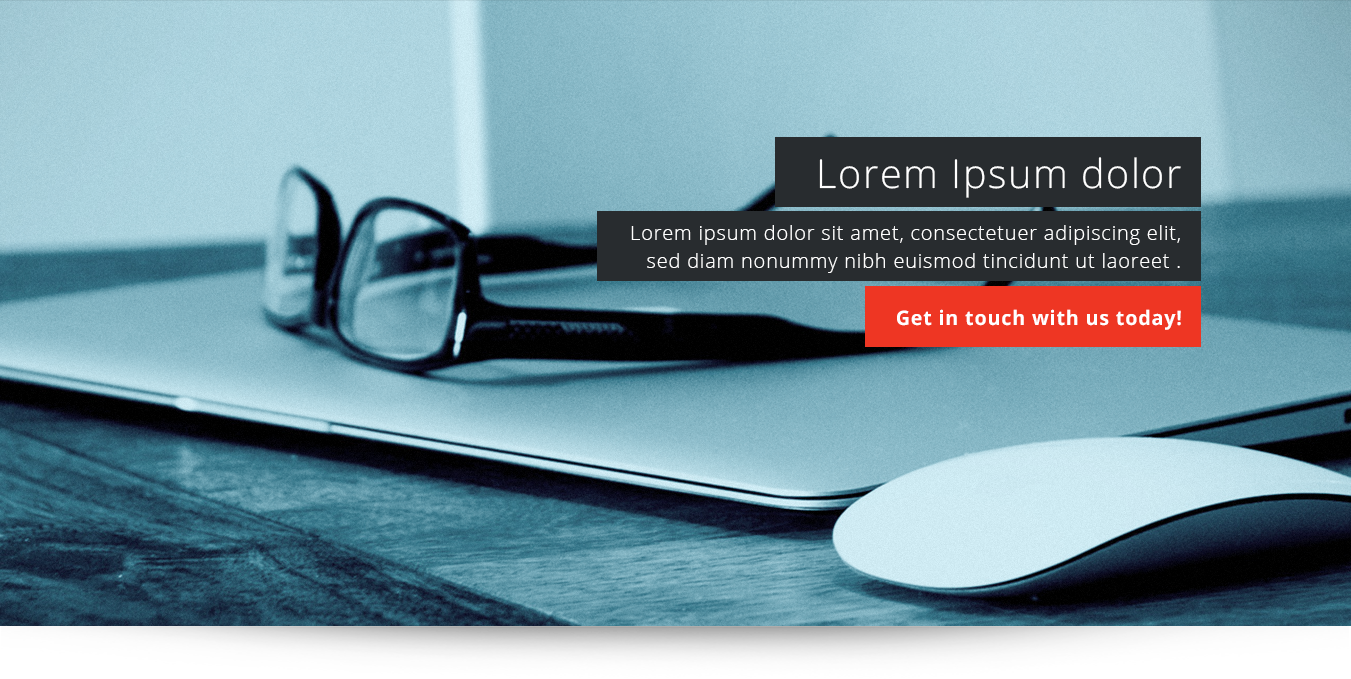 Lorem Ipsum dolor
Lorem ipsum dolor sit amet, consectetuer adipiscing elit,
sed diam nonummy nibh euismod tincidunt ut laoreet .
Get in touch with us today!